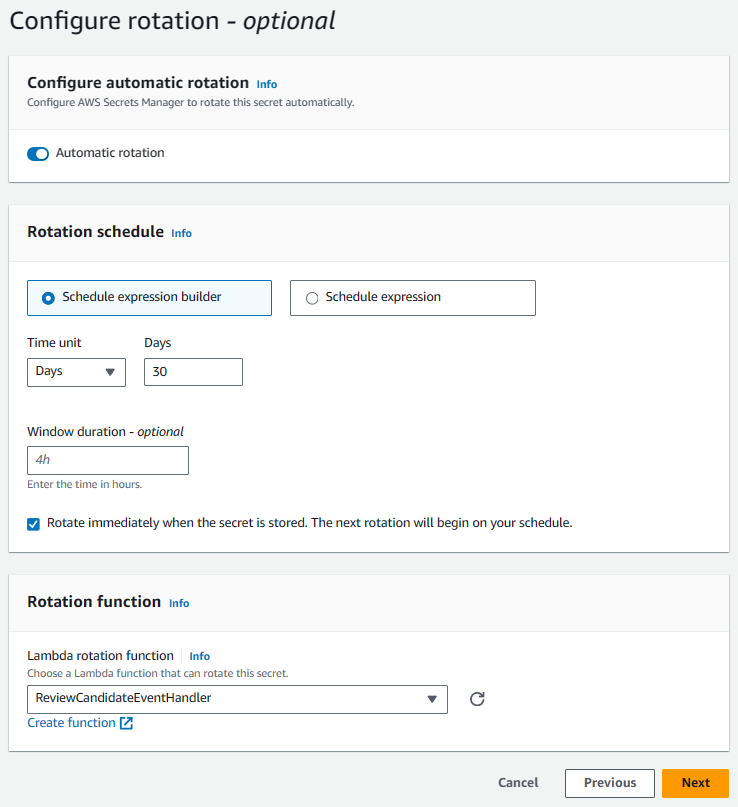 Configure rotation - optional
Configure automatic rotation Info
Configure AWS Secrets Manager to rotate this secret automatically.
Automatic rotation
Rotation schedule Info
Schedule expression builder
Schedule expression
Time unit
Days
Days
30
Window duration - optional
4h
Enter the time in hours.
Rotate immediately when the secret is stored. The next rotation will begin on your schedule.
Rotation function Info
Lambda rotation function Info
Choose a Lambda function that can rotate this secret.
ReviewCandidateEventHandler
Create function
Cancel
Previous
Next